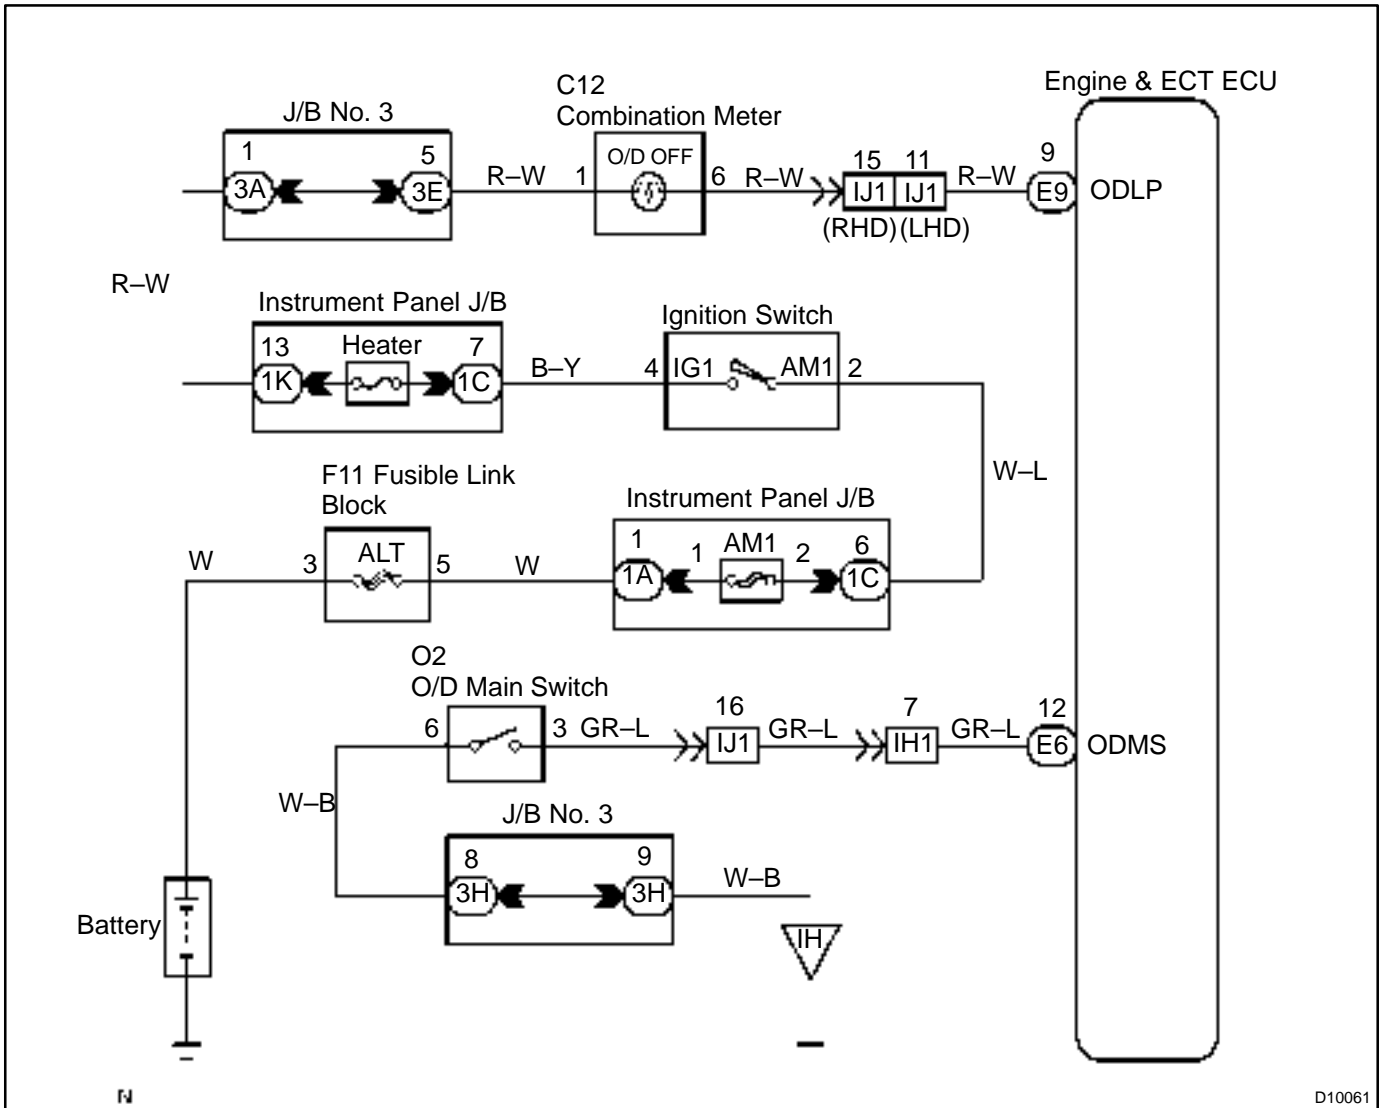 Engine & ECT ECU
C12
Combination Meter
J/B No. 3
O/D OFF
1 5 15 11 9
3A 3E R–W 1 6 R–W IJ1 IJ1 R–W E9 ODLP
(RHD) (LHD)
R–W
Instrument Panel J/B
Ignition Switch
13 Heater 7
1K 1C B–Y 4 IG1 AM1 2
W–L
F11 Fusible Link
Block
Instrument Panel J/B
W 3 ALT 5 W 1 1 AM1 2 6
1A 1C
O2
O/D Main Switch
16 7 12
6 3 GR–L IJ1 GR–L IH1 GR–L E6 ODMS
W–B
J/B No. 3
8 9
3H 3H W–B
Battery
IH
N
D10061